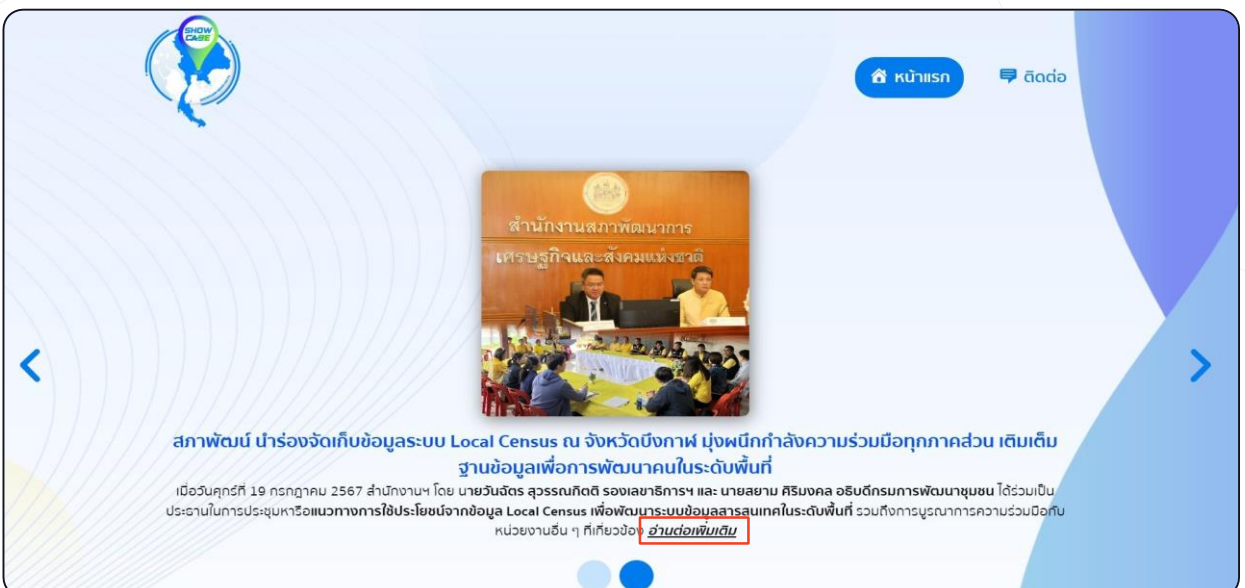 SHOW
CASE
หน้าแรก
ติดต่อ
สำนักงานสภาพัฒนาการ
เศรษฐกิจและสังคมแห่งชาติ
สภาพัฒน์ นำร่องจัดเก็บข้อมูลระบบ Local Census ณ จังหวัดบึงกาฬ มุ่งผนึกกำลังความร่วมมือทุกภาคส่วน เติมเต็ม
ฐานข้อมูลเพื่อการพัฒนาคนในระดับพื้นที่
เมื่อวันศุกร์ที่ 19 กรกฎาคม 2567 สำนักงานฯ โดย นายวันฉัตร สุวรรณกิตติ รองเลขาธิการฯ และ นายสยาม ศิริมงคล อธิบดีกรมการพัฒนาชุมชน ได้ร่วมเป็น
ประธานในการประชุมหารือแนวทางการใช้ประโยชน์จากข้อมูล Local Census เพื่อพัฒนาระบบข้อมูลสารสนเทศในระดับพื้นที่ รวมถึงการบูรณาการความร่วมมือกับ
หน่วยงานอื่น ๆ ที่เกี่ยวข้อง อ่านต่อเพิ่มเติม